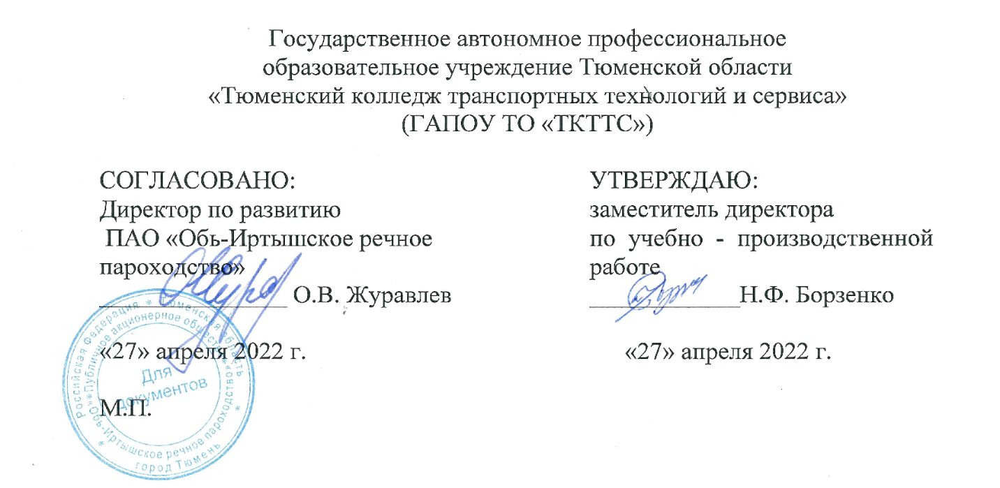 Государственное автономное профессиональное
образовательное учреждение Тюменской области
«Тюменский колледж транспортных технологий и сервиса»
(ГАПОУ ТО «ТКТТС»)
СОГЛАСОВАНО:
Директор по развитию
ПАО «Обь-Иртышское речное
пароходство»
_______________ О.В. Журавлев
«27» апреля 2022 г.
М.П.
УТВЕРЖДАЮ:
заместитель директора
по учебно - производственной
работе
____________Н.Ф. Борзенко
«27» апреля 2022 г.
Российская Федерация * Тюменская область
* город Тюмень *
*Публичное акционерное общество*
«Обь-Иртышское речное пароходство»
Для
документов